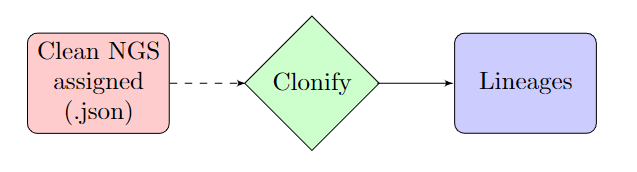 Clean NGS
assigned
(.json)
Clonify
Lineages